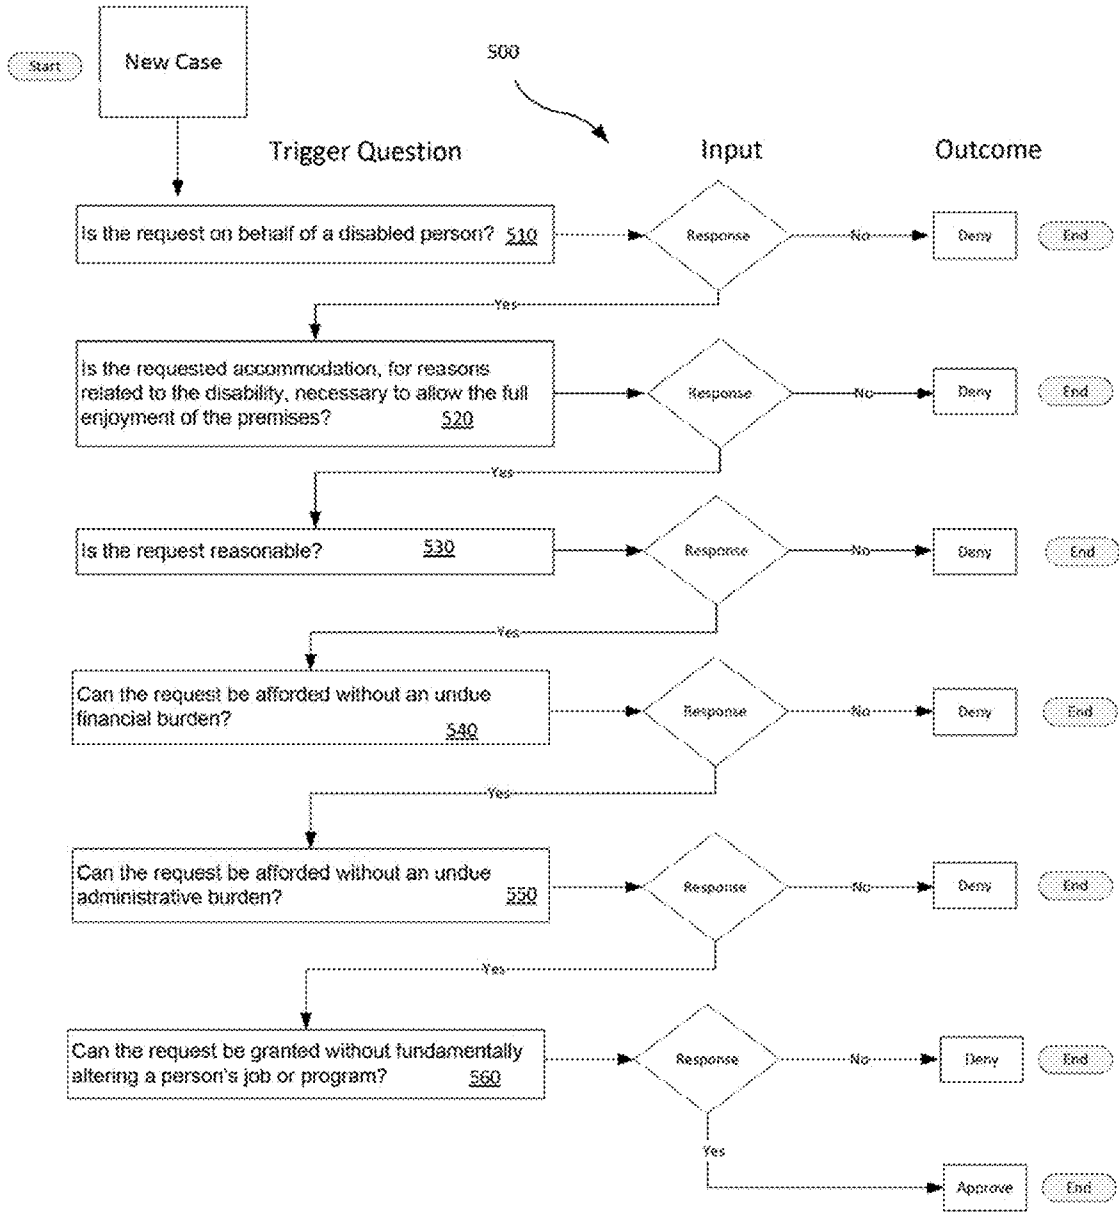 Start
New Case
500
Trigger Question
Input
Outcome
Is the request on behalf of a disabled person? 510
Response
No
Deny
End
Yes
Is the requested accommodation, for reasons
related to the disability, necessary to allow the full
enjoyment of the premises? 520
Response
No
Deny
End
Yes
Is the request reasonable? 530
Response
No
Deny
End
Yes
Can the request be afforded without an undue
financial burden? 540
Response
No
Deny
End
Yes
Can the request be afforded without an undue
administrative burden? 550
Response
No
Deny
End
Yes
Can the request be granted without fundamentally
altering a person's job or program? 560
Response
No
Deny
End
Yes
Approve
End